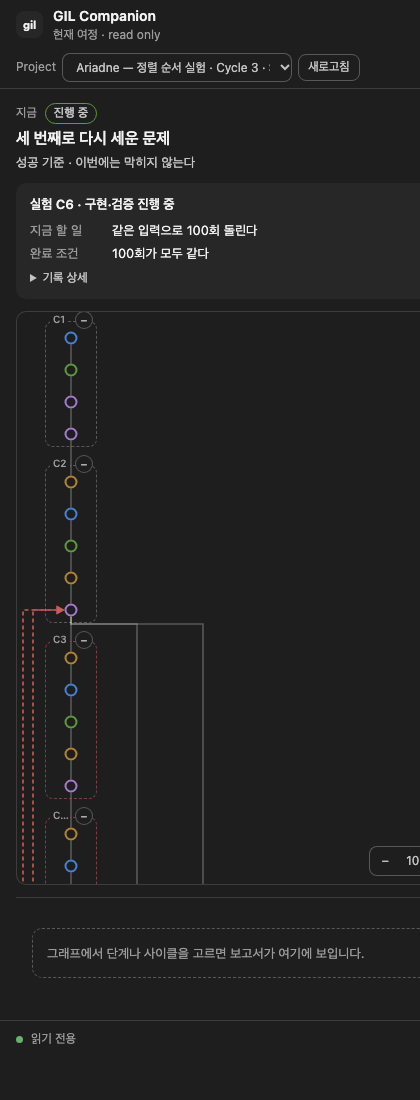 gil
GIL Companion
현재 여정 · read only
Project
Ariadne — 정렬 순서 실험 · Cycle 3 ·
새로고침
지금
진행 중
세 번째로 다시 세운 문제
성공 기준 · 이번에는 막히지 않는다
실험 C6 · 구현·검증 진행 중
지금 할 일 같은 입력으로 100회 돌린다
완료 조건 100회가 모두 같다
▶ 기록 상세
C1 −
C2 −
C3 −
C... −
− 10
그래프에서 단계나 사이클을 고르면 보고서가 여기에 보입니다.
읽기 전용